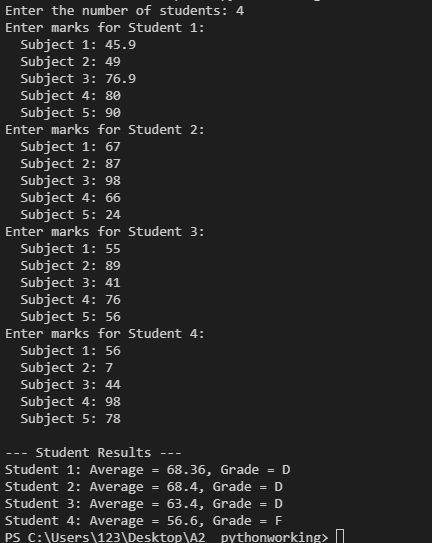 Enter the number of students: 4
Enter marks for Student 1:
  Subject 1: 45.9
  Subject 2: 49
  Subject 3: 76.9
  Subject 4: 80
  Subject 5: 90
Enter marks for Student 2:
  Subject 1: 67
  Subject 2: 87
  Subject 3: 98
  Subject 4: 66
  Subject 5: 24
Enter marks for Student 3:
  Subject 1: 55
  Subject 2: 89
  Subject 3: 41
  Subject 4: 76
  Subject 5: 56
Enter marks for Student 4:
  Subject 1: 56
  Subject 2: 7
  Subject 3: 44
  Subject 4: 98
  Subject 5: 78

--- Student Results ---
Student 1: Average = 68.36, Grade = D
Student 2: Average = 68.4, Grade = D
Student 3: Average = 63.4, Grade = D
Student 4: Average = 56.6, Grade = F
PS C:\Users\123\Desktop\A2  pythonworking>